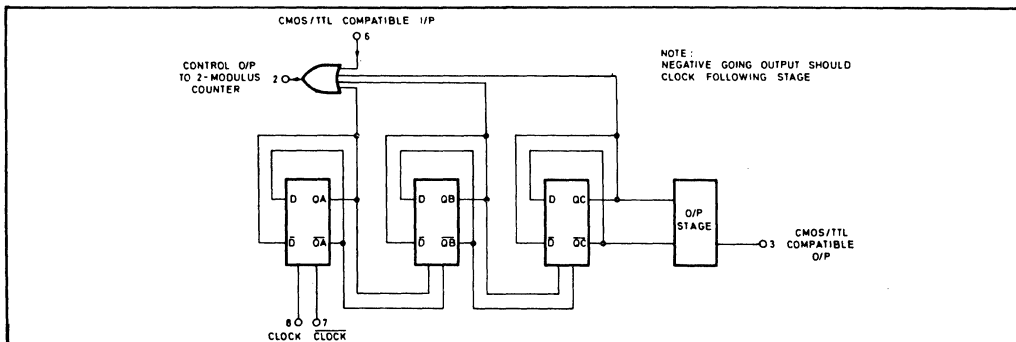 CMOS/TTL COMPATIBLE I/P
6
CONTROL O/P
TO 2-MODULUS
COUNTER
2
NOTE :
NEGATIVE GOING OUTPUT SHOULD
CLOCK FOLLOWING STAGE
D QA
D̅ Q̅A̅
D QB
D̅ Q̅B̅
D QC
D̅ Q̅C̅
O/P
STAGE
3
CMOS/TTL
COMPATIBLE
O/P
8 7
CLOCK C̅L̅O̅C̅K̅